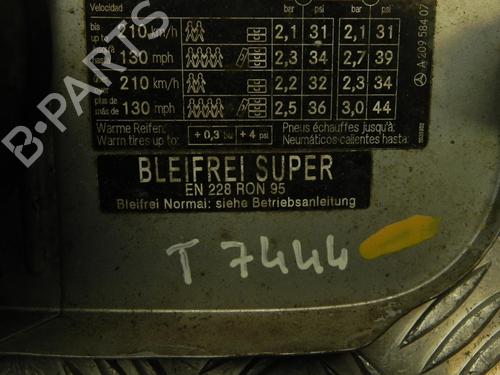 Velocidad bar psi bar psi
bis up to 210 km/h 2,1 31 2,1 31
130 mph 2,3 34 2,7 39
210 km/h 2,2 32 2,3 34
plus de más de 130 mph 2,5 36 3,0 44
Warme Reifen: Pneus échauffés jusqu'à:
Warm tires up to: + 0,3 bar + 4 psi Neumáticos calientes hasta:
A 209 584 07
BLEIFREI SUPER
EN 228 RON 95
Bleifrei Normal: siehe Betriebsanleitung
T 7444
B-PARTS